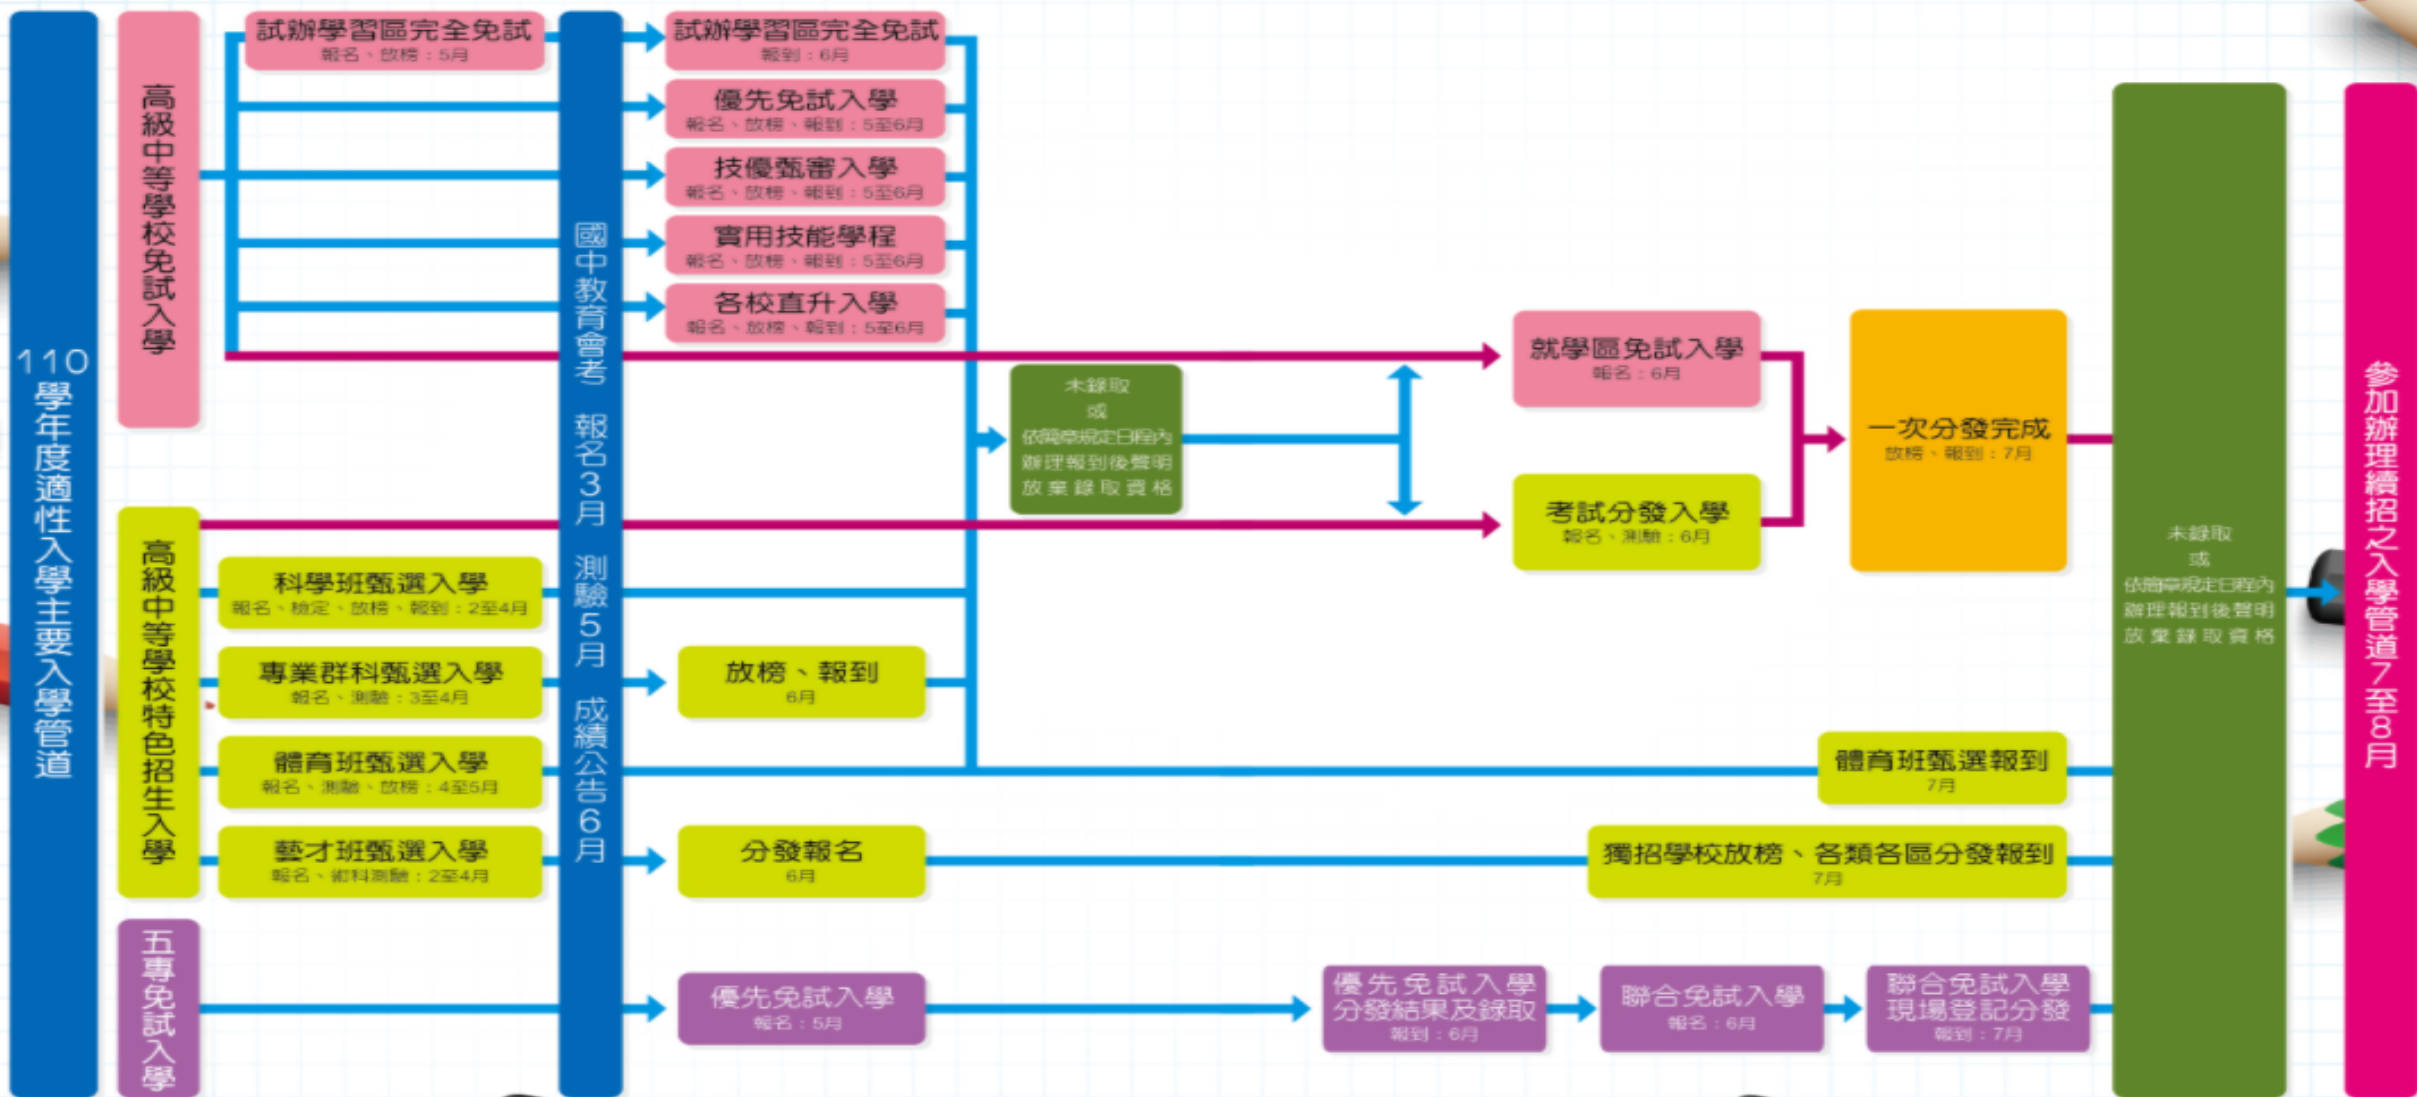 110學年度適性入學主要入學管道
高級中等學校免試入學
試辦學習區完全免試
報名、放榜：5月
國中教育會考 報名3月 測驗5月 成績公告6月
試辦學習區完全免試
報到：6月
優先免試入學
報名、放榜、報到：5至6月
技優甄審入學
報名、放榜、報到：5至6月
實用技能學程
報名、放榜、報到：5至6月
各校直升入學
報名、放榜、報到：5至6月
未錄取
或
依簡章規定日程內
辦理報到後聲明
放棄錄取資格
就學區免試入學
報名：6月
考試分發入學
報名、測驗：6月
一次分發完成
放榜、報到：7月
高級中等學校特色招生入學
科學班甄選入學
報名、檢定、放榜、報到：2至4月
專業群科甄選入學
報名、測驗：3至4月
放榜、報到
6月
體育班甄選入學
報名、測驗、放榜：4至5月
體育班甄選報到
7月
藝才班甄選入學
報名、術科測驗：2至4月
分發報名
6月
獨招學校放榜、各類各區分發報到
7月
五專免試入學
優先免試入學
報名：5月
優先免試入學
分發結果及錄取
報到：6月
聯合免試入學
報名：6月
聯合免試入學
現場登記分發
報到：7月
未錄取
或
依簡章規定日程內
辦理報到後聲明
放棄錄取資格
參加辦理續招之入學管道7至8月